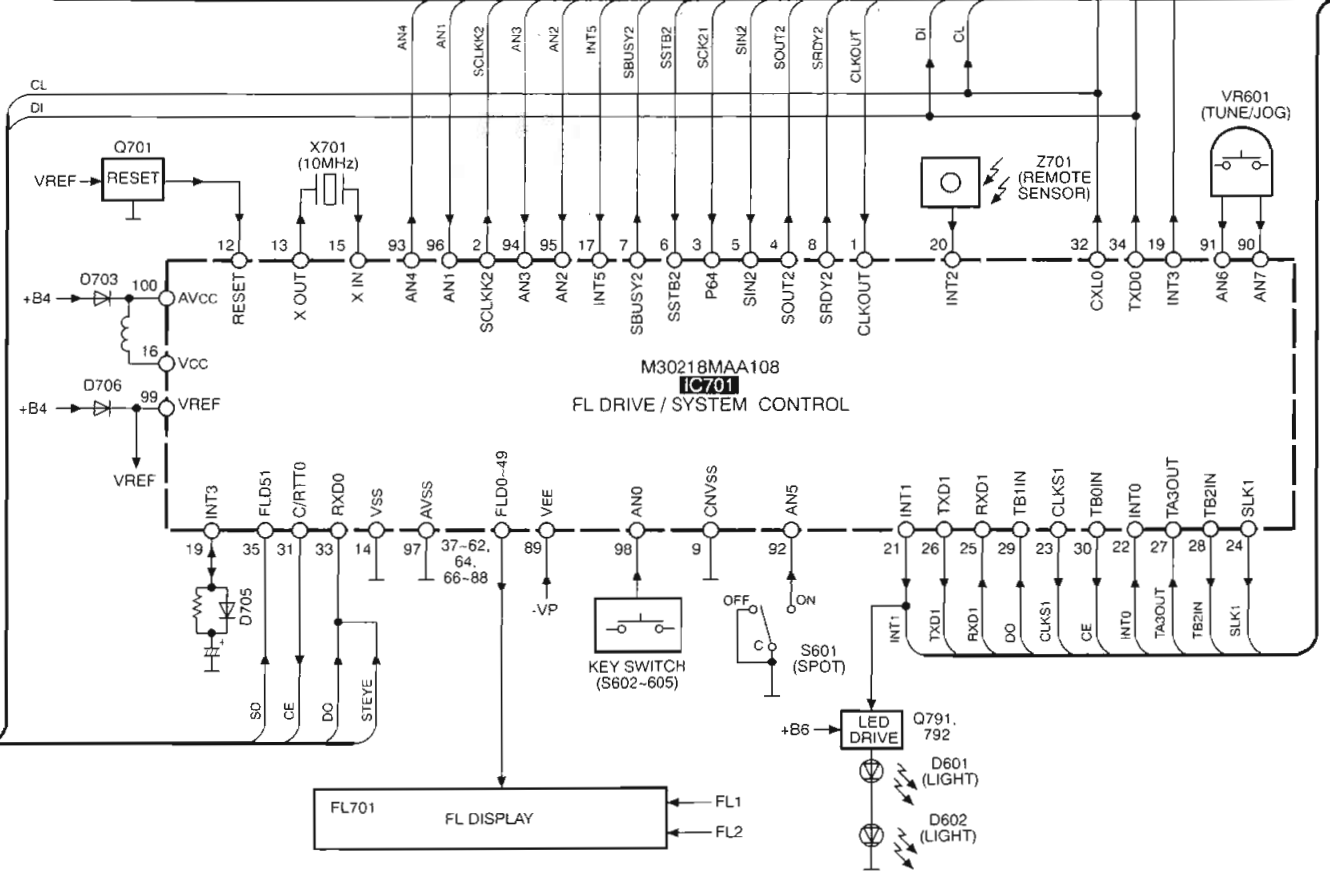 AN4
AN1
SCLKK2
AN3
AN2
INT5
SBUSY2
SSTB2
SCK21
SIN2
SOUT2
SRDY2
CLKOUT
DI
CL
CL
DI
Q701
RESET
VREF
X701
(10MHz)
Z701
(REMOTE
SENSOR)
VR601
(TUNE/JOG)
12
13
15
93
96
2
94
95
17
7
6
3
5
4
8
1
20
32
34
19
91
90
RESET
X OUT
X IN
AN4
AN1
SCLKK2
AN3
AN2
INT5
SBUSY2
SSTB2
P64
SIN2
SOUT2
SRDY2
CLKOUT
INT2
CXL0
TXD0
INT3
AN6
AN7
D703
+B4
100
AVCC
16
VCC
D706
+B4
99
VREF
VREF
M30218MAA108
IC701
FL DRIVE / SYSTEM CONTROL
INT3
FLD51
C/RTT0
RXD0
VSS
AVSS
FLD0~49
VEE
AN0
CNVSS
AN5
INT1
TXD1
RXD1
TB1IN
CLKS1
TB0IN
INT0
TA3OUT
TB2IN
SLK1
19
35
31
33
14
97
37~62,
64,
66~88
89
98
9
92
21
26
25
29
23
30
22
27
28
24
D705
+
SO
CE
DO
STEYE
-VP
KEY SWITCH
(S602~605)
OFF
ON
C
S601
(SPOT)
INT1
TXD1
RXD1
DO
CLKS1
CE
INT0
TA3OUT
TB2IN
SLK1
+B6
LED
DRIVE
Q791,
792
D601
(LIGHT)
D602
(LIGHT)
FL701
FL DISPLAY
FL1
FL2